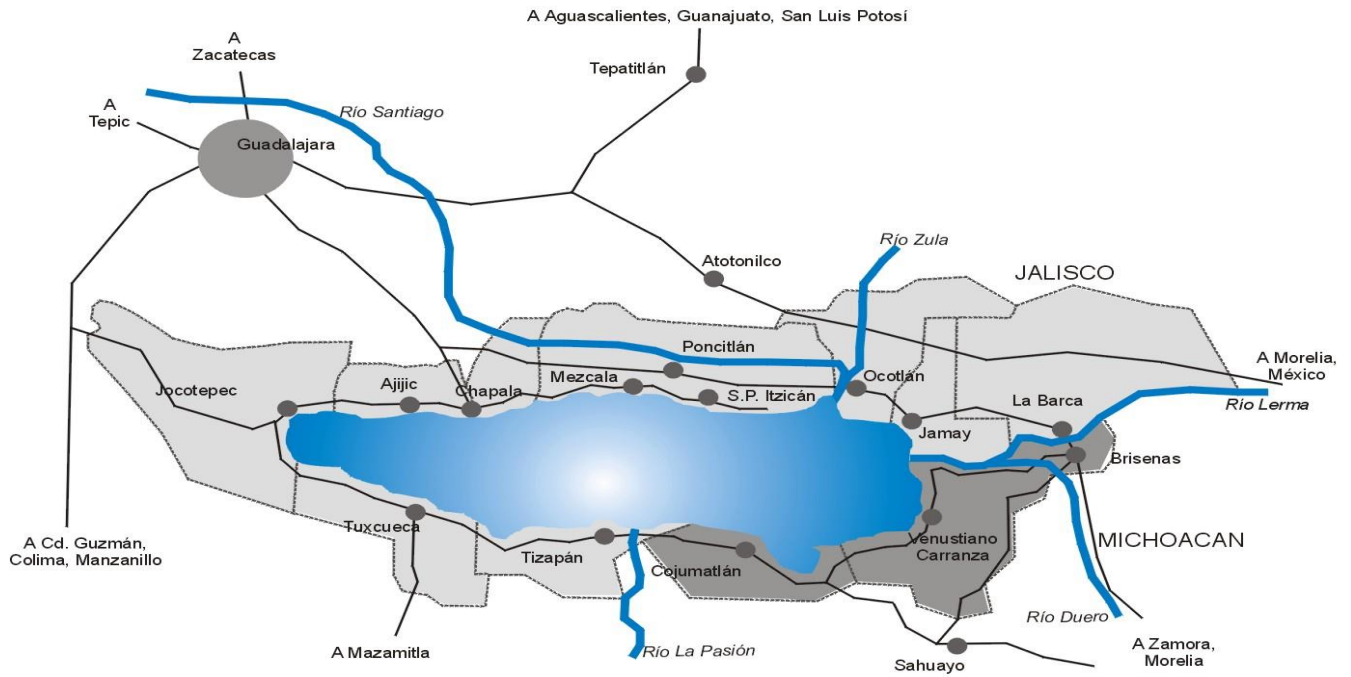 A Aguascalientes, Guanajuato, San Luis Potosí
A
Zacatecas
Tepatitlán
A
Tepic
Río Santiago
Guadalajara
Río Zula
Atotonilco
JALISCO
Poncitlán
A Morelia,
México
Jocotepec
Ajijic
Chapala
Mezcala
S.P. Itzicán
Ocotlán
La Barca
Río Lerma
Jamay
Brisenas
Tuxcueca
Venustiano
Carranza
MICHOACAN
A Cd. Guzmán,
Colima, Manzanillo
Tizapán
Cojumatlán
Río Duero
A Mazamitla
Río La Pasión
Sahuayo
A Zamora,
Morelia